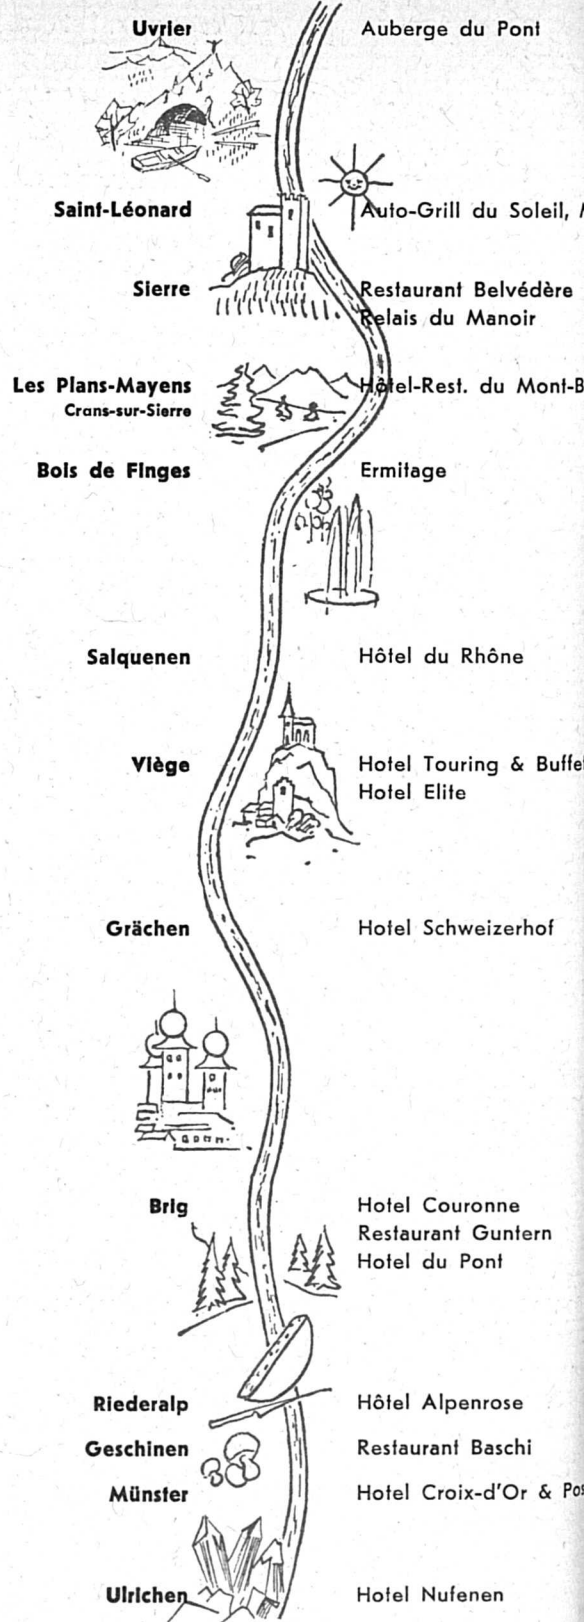 Uvrier Auberge du Pont
Saint-Léonard Auto-Grill du Soleil,
Sierre Restaurant Belvédère
Relais du Manoir
Les Plans-Mayens Hôtel-Rest. du Mont-B
Crans-sur-Sierre
Bois de Finges Ermitage
Salquenen Hôtel du Rhône
Viège Hotel Touring & Buffet
Hotel Elite
Grächen Hotel Schweizerhof
Brig Hotel Couronne
Restaurant Guntern
Hotel du Pont
Riederalp Hôtel Alpenrose
Geschinen Restaurant Baschi
Münster Hotel Croix-d'Or & Pos
Ulrichen Hotel Nufenen